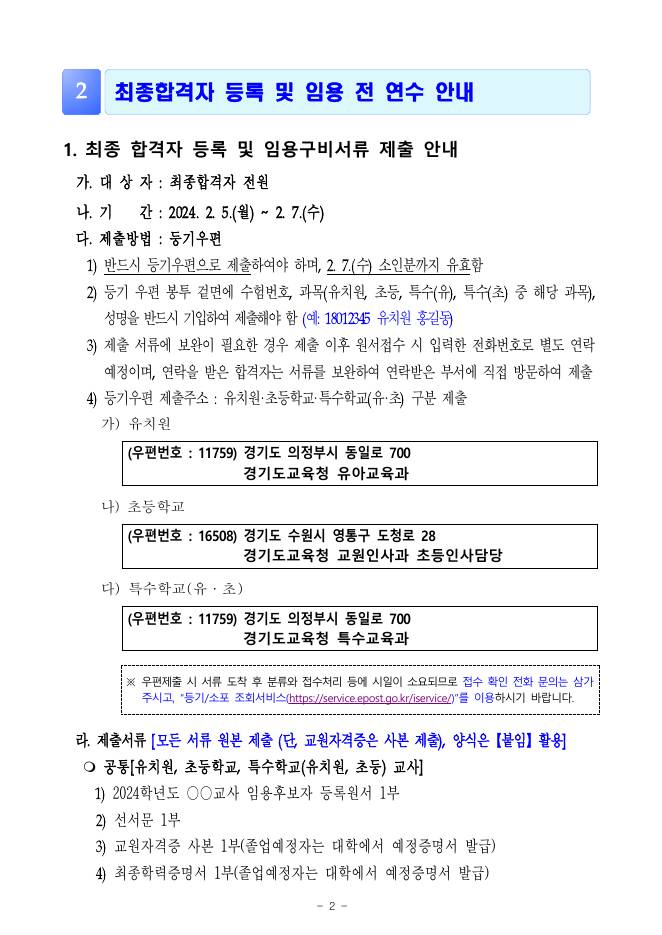 2 최종합격자 등록 및 임용 전 연수 안내
1. 최종 합격자 등록 및 임용구비서류 제출 안내
가. 대 상 자 : 최종합격자 전원
나. 기 간 : 2024. 2. 5.(월) ~ 2. 7.(수)
다. 제출방법 : 등기우편
1) 반드시 등기우편으로 제출하여야 하며, 2. 7.(수) 소인분까지 유효함
2) 등기 우편 봉투 겉면에 수험번호, 과목(유치원, 초등, 특수(유), 특수(초) 중 해당 과목),
성명을 반드시 기입하여 제출해야 함 (예: 18012345 유치원 홍길동)
3) 제출 서류에 보완이 필요한 경우 제출 이후 원서접수 시 입력한 전화번호로 별도 연락
예정이며, 연락을 받은 합격자는 서류를 보완하여 연락받은 부서에 직접 방문하여 제출
4) 등기우편 제출주소 : 유치원·초등학교·특수학교(유·초) 구분 제출
가) 유치원
(우편번호 : 11759) 경기도 의정부시 동일로 700
경기도교육청 유아교육과
나) 초등학교
(우편번호 : 16508) 경기도 수원시 영통구 도청로 28
경기도교육청 교원인사과 초등인사담당
다) 특수학교(유·초)
(우편번호 : 11759) 경기도 의정부시 동일로 700
경기도교육청 특수교육과
※ 우편제출 시 서류 도착 후 분류와 접수처리 등에 시일이 소요되므로 접수 확인 전화 문의는 삼가
주시고, "등기/소포 조회서비스(https://service.epost.go.kr/iservice/)"를 이용하시기 바랍니다.
라. 제출서류 [모든 서류 원본 제출 (단, 교원자격증은 사본 제출), 양식은【붙임】활용]
❍ 공통[유치원, 초등학교, 특수학교(유치원, 초등) 교사]
1) 2024학년도 ○○교사 임용후보자 등록원서 1부
2) 선서문 1부
3) 교원자격증 사본 1부(졸업예정자는 대학에서 예정증명서 발급)
4) 최종학력증명서 1부(졸업예정자는 대학에서 예정증명서 발급)
- 2 -